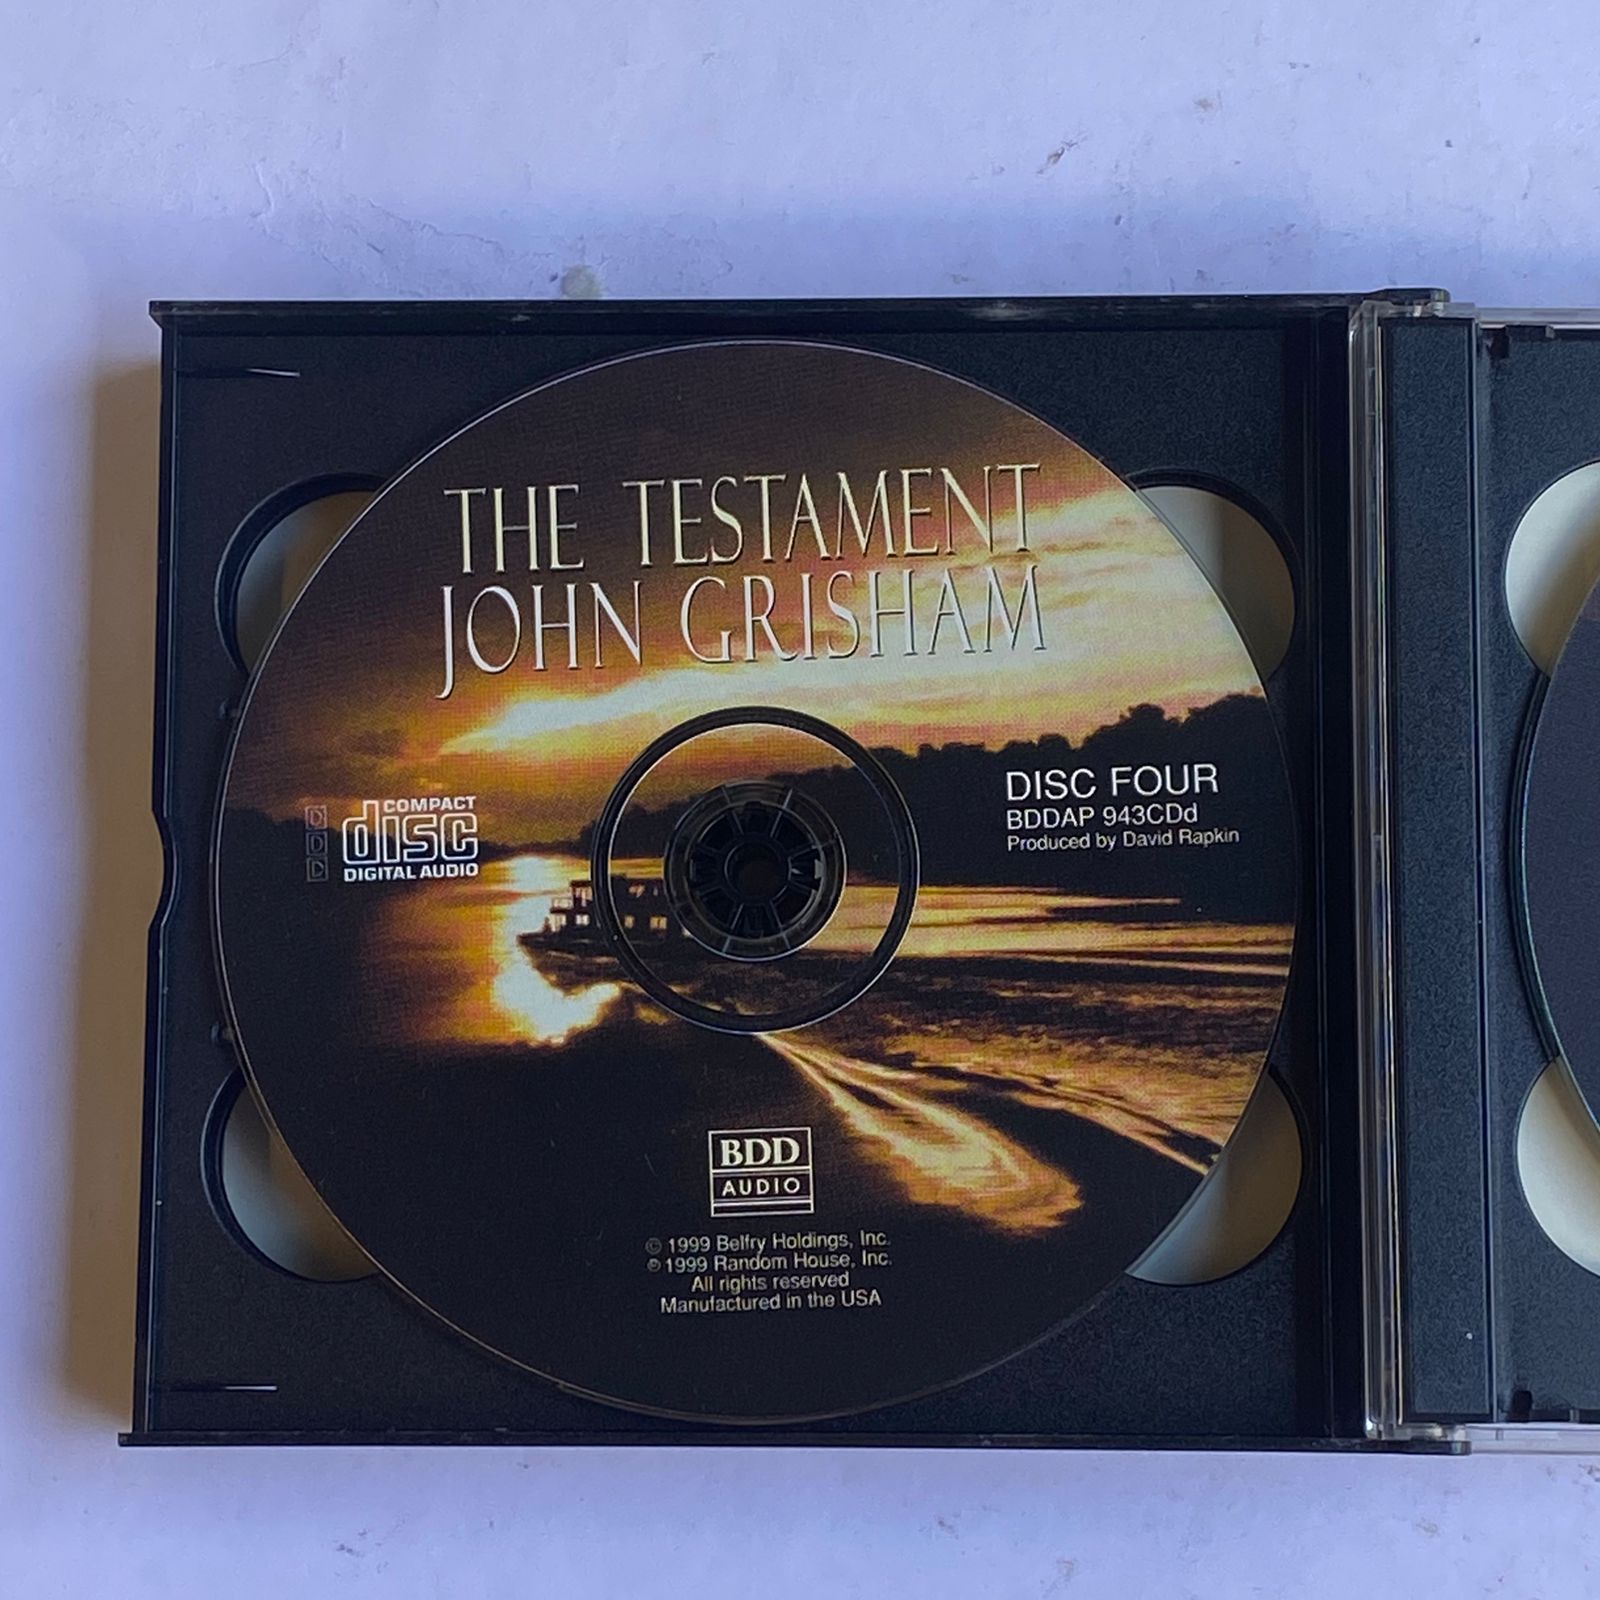 THE TESTAMENT
JOHN GRISHAM
D
D
D
COMPACT
disc
DIGITAL AUDIO
DISC FOUR
BDDAP 943CDd
Produced by David Rapkin
BDD
AUDIO
© 1999 Belfry Holdings, Inc.
℗ 1999 Random House, Inc.
All rights reserved
Manufactured in the USA